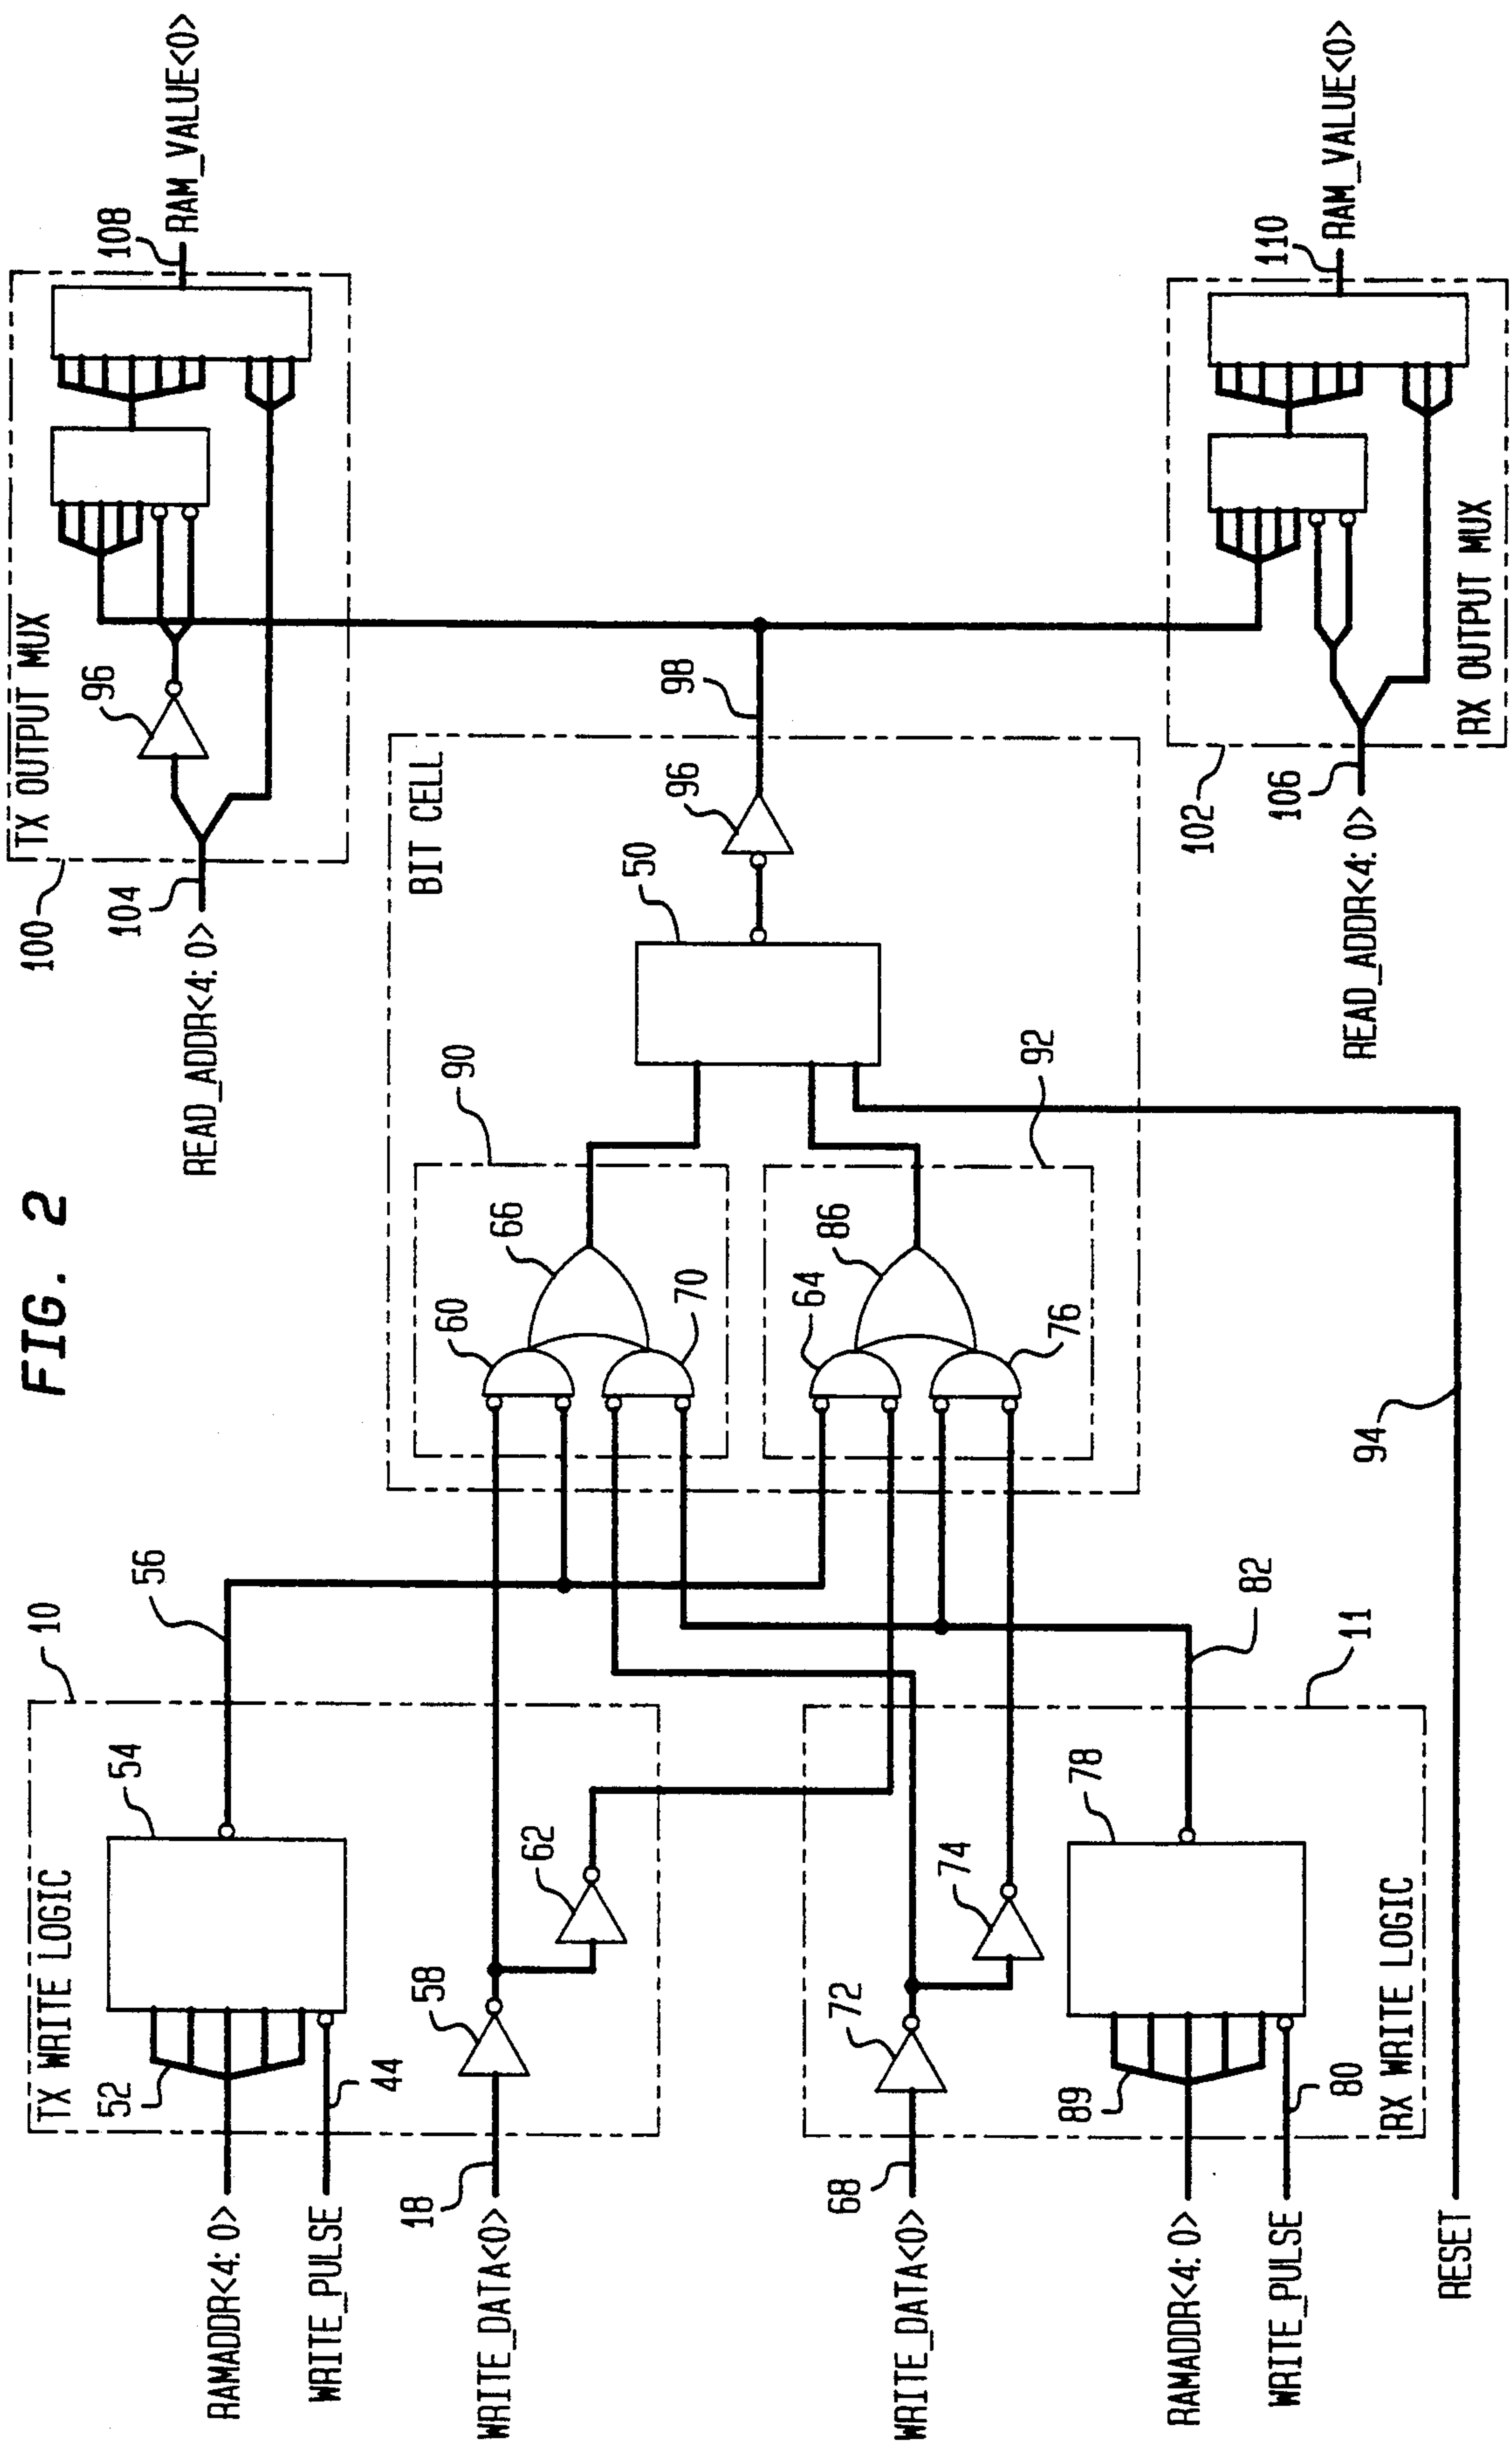 FIG. 2
TX WRITE LOGIC
10
RAMADDR<4:0>
52
54
56
WRITE_PULSE
44
WRITE_DATA<0>
18
58
62
RX WRITE LOGIC
11
WRITE_DATA<0>
68
72
74
RAMADDR<4:0>
89
78
82
WRITE_PULSE
80
RESET
94
BIT CELL
90
60
66
70
92
64
86
76
50
96
98
TX OUTPUT MUX
100
READ_ADDR<4:0>
104
96
108
RAM_VALUE<0>
RX OUTPUT MUX
102
READ_ADDR<4:0>
106
110
RAM_VALUE<0>